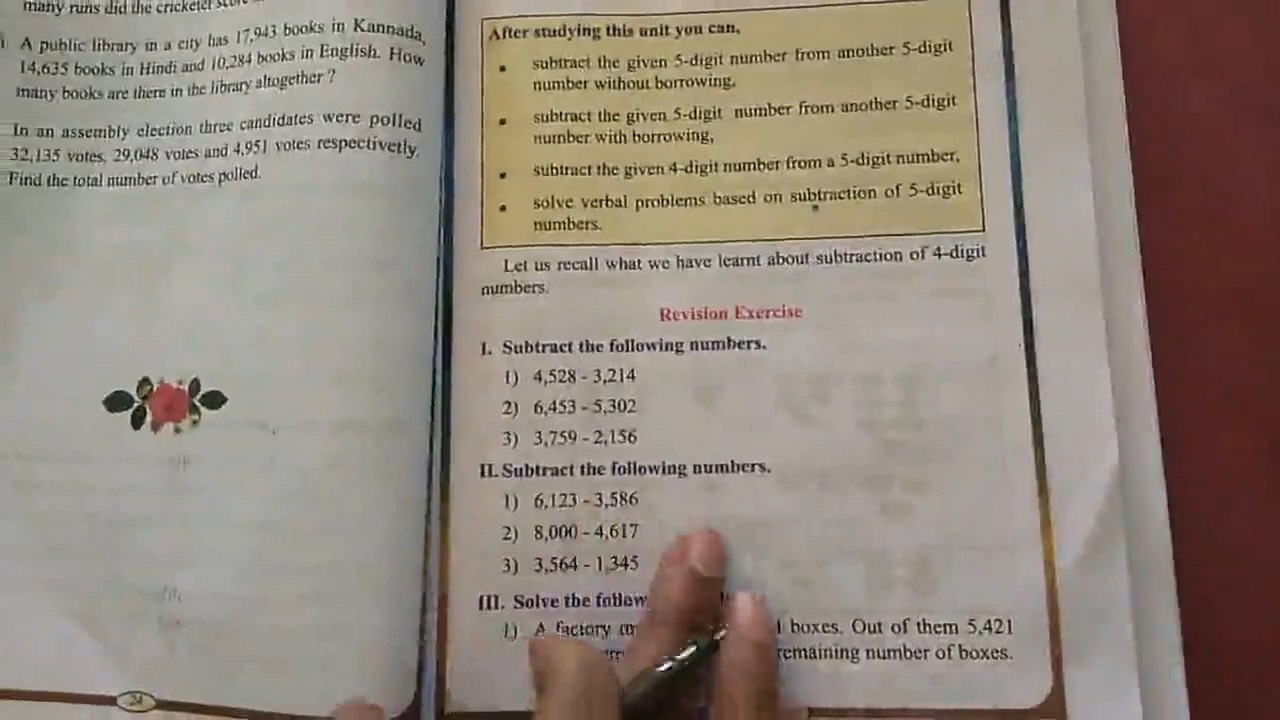 many runs did the cricketer
A public library in a city has 17,943 books in Kannada,
14,635 books in Hindi and 10,284 books in English. How
many books are there in the library altogether ?
In an assembly election three candidates were polled
32,135 votes, 29,048 votes and 4,951 votes respectivetly.
Find the total number of votes polled.
24
After studying this unit you can,
• subtract the given 5-digit number from another 5-digit
number without borrowing,
• subtract the given 5-digit number from another 5-digit
number with borrowing,
• subtract the given 4-digit number from a 5-digit number,
• solve verbal problems based on subtraction of 5-digit
numbers.
Let us recall what we have learnt about subtraction of 4-digit
numbers.
Revision Exercise
I. Subtract the following numbers.
1) 4,528 - 3,214
2) 6,453 - 5,302
3) 3,759 - 2,156
II. Subtract the following numbers.
1) 6,123 - 3,586
2) 8,000 - 4,617
3) 3,564 - 1,345
III. Solve the
1) A factory boxes. Out of them 5,421
remaining number of boxes.